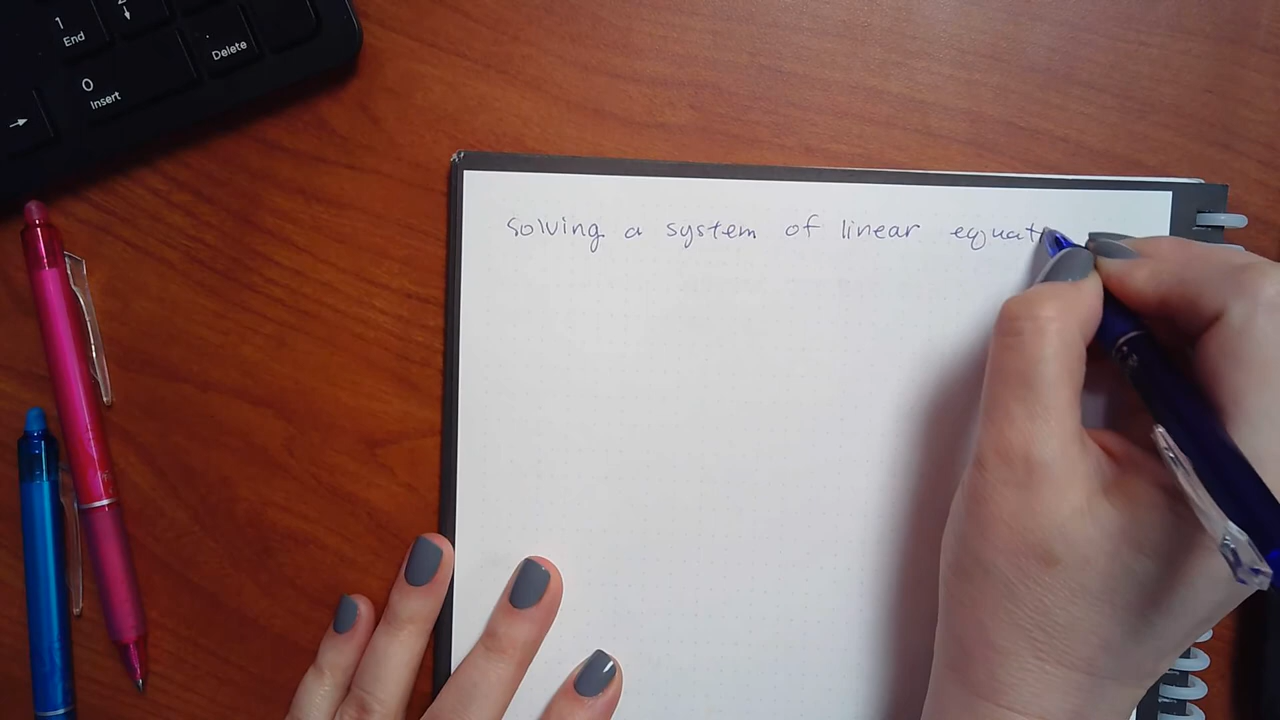 1
End
Delete
0
Insert
solving a system of linear equat